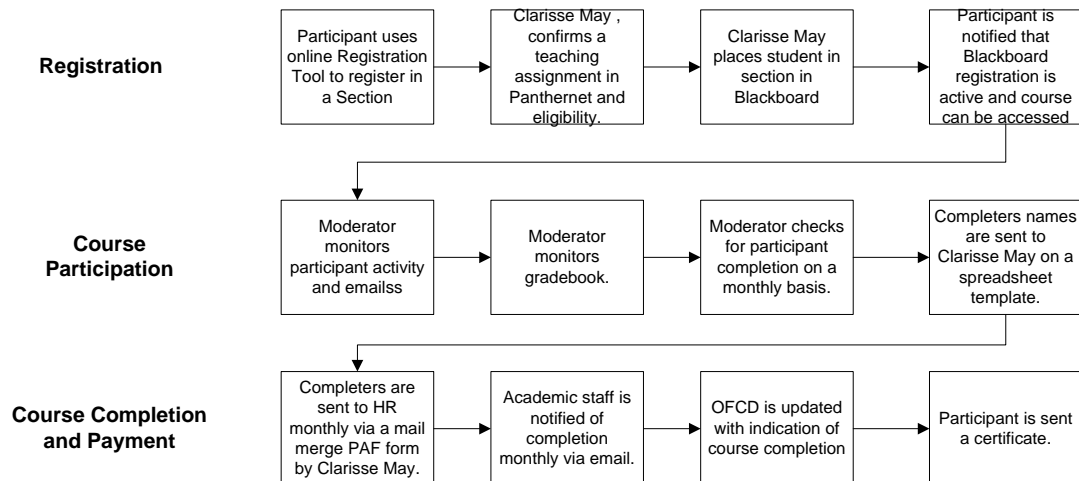 Registration
Participant uses
online Registration
Tool to register in
a Section
Clarisse May ,
confirms a
teaching
assignment in
Panthernet and
eligibility.
Clarisse May
places student in
section in
Blackboard
Participant is
notified that
Blackboard
registration is
active and course
can be accessed
Course
Participation
Moderator
monitors
participant activity
and emailss
Moderator
monitors
gradebook.
Moderator checks
for participant
completion on a
monthly basis.
Completers names
are sent to
Clarisse May on a
spreadsheet
template.
Course Completion
and Payment
Completers are
sent to HR
monthly via a mail
merge PAF form
by Clarisse May.
Academic staff is
notified of
completion
monthly via email.
OFCD is updated
with indication of
course completion
Participant is sent
a certificate.